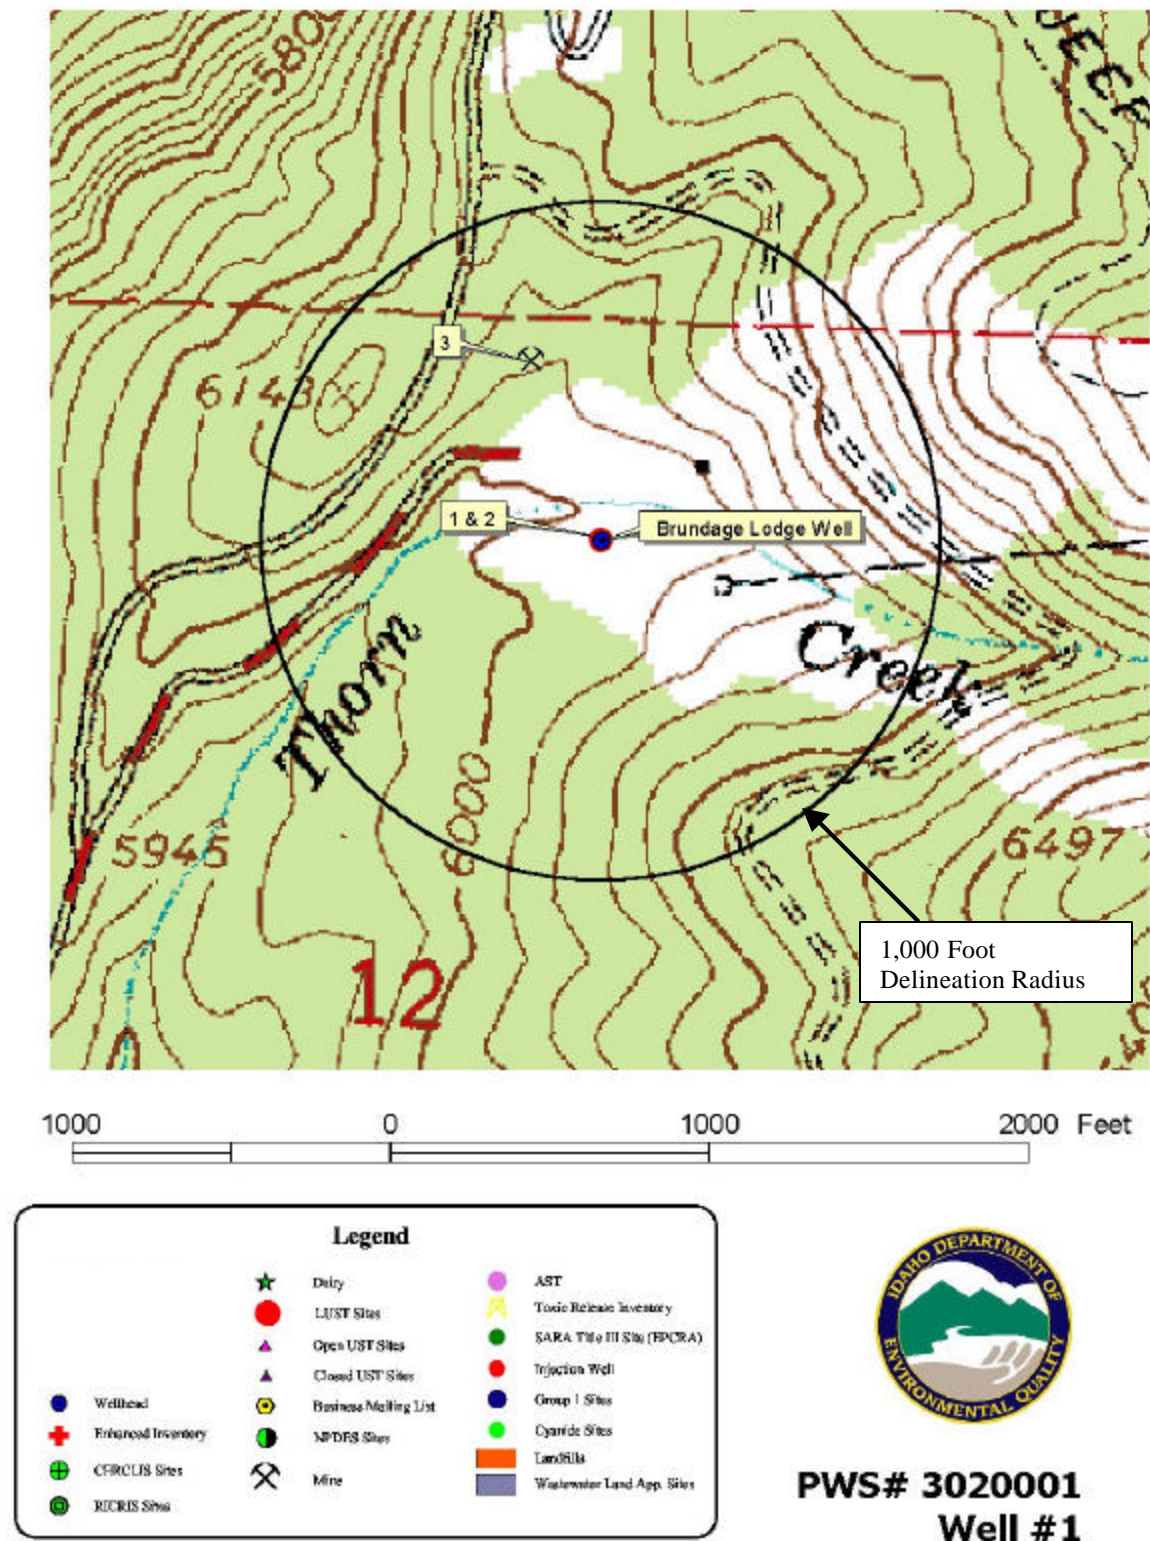 580
JEEP
3
6143
1 & 2
Brundage Lodge Well
Thorn
Creek
6000
5945
6497
12
1,000 Foot
Delineation Radius
1000 0 1000 2000 Feet
Legend
Dairy
LUST Sites
Open UST Sites
Closed UST Sites
Business Mailing List
NPDES Sites
Mine
Wellhead
Enhanced Inventory
CERCLIS Sites
RICRIS Sites
AST
Toxic Release Inventory
SARA Title III Site (EPCRA)
Injection Well
Group 1 Sites
Cyanide Sites
Landfills
Wastewater Land App. Sites
IDAHO DEPARTMENT OF
ENVIRONMENTAL QUALITY
PWS# 3020001
Well #1